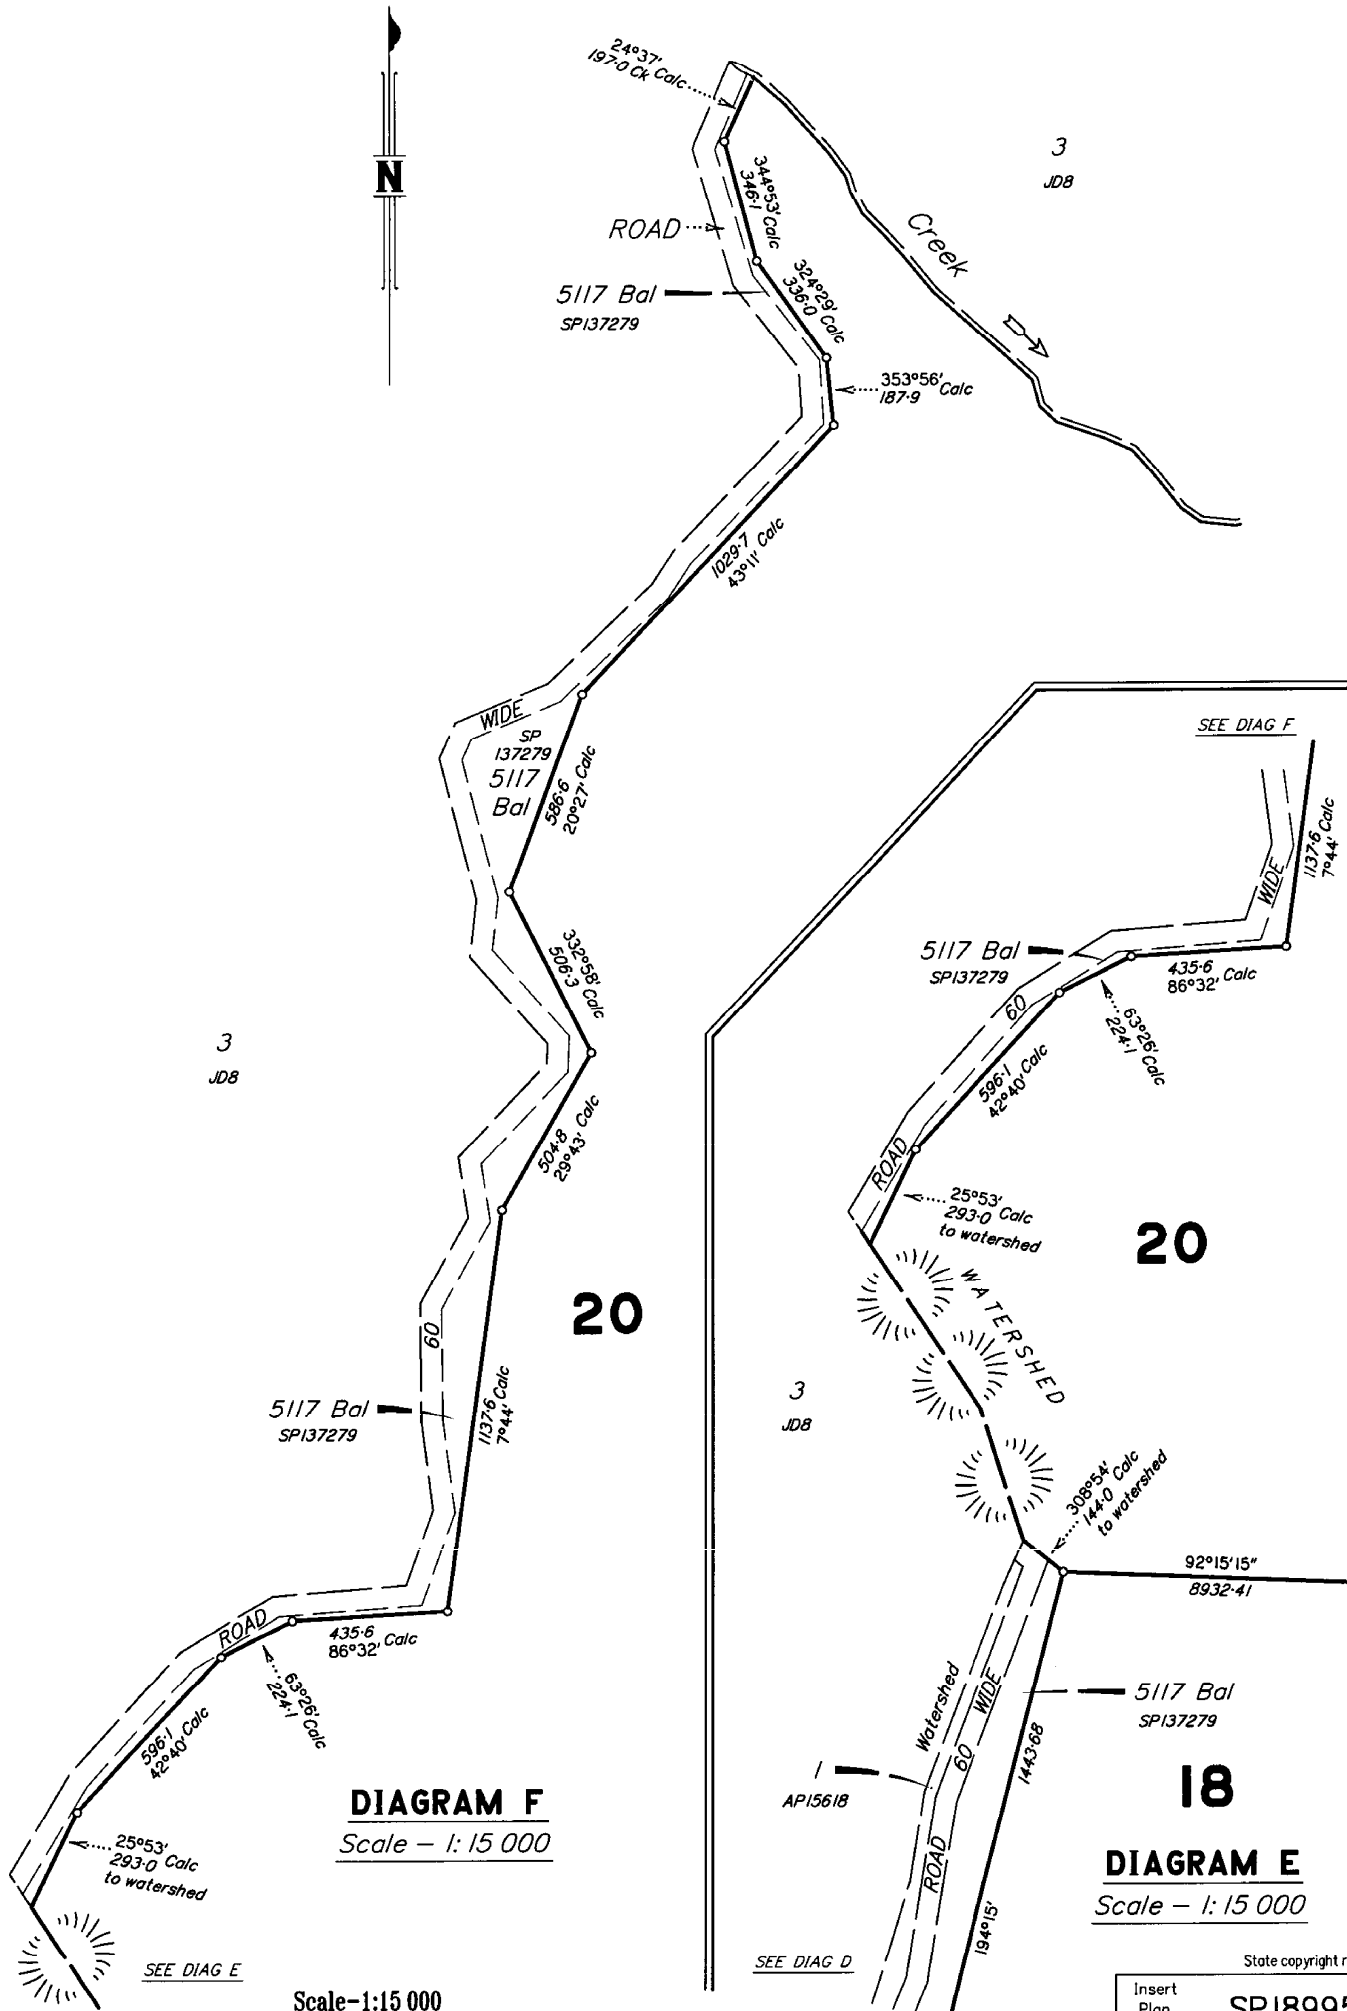 N
24°37' Calc
197·0 Ck
344°53' Calc
346·1
ROAD
5117 Bal
SP137279
324°29' Calc
336·0
353°56' Calc
187·9
3
JD8
Creek
1029·7 Calc
43°11'
WIDE
SP
137279
5117
Bal
586·6 Calc
20°27'
332°58' Calc
506·3
504·8 Calc
29°43'
3
JD8
20
60
5117 Bal
SP137279
1137·6 Calc
7°44'
ROAD
435·6
86°32' Calc
63°26' Calc
224·1
596·1 Calc
42°40'
25°53'
293·0 Calc
to watershed
DIAGRAM F
Scale – 1:15 000
SEE DIAG E
Scale-1:15 000
SEE DIAG F
1137·6 Calc
7°44'
WIDE
5117 Bal
SP137279
435·6
86°32' Calc
60
63°26' Calc
224·1
596·1 Calc
42°40'
ROAD
25°53'
293·0 Calc
to watershed
20
WATERSHED
3
JD8
308°54'
144·0 Calc
to watershed
92°15'15"
8932·41
Watershed
60 WIDE
5117 Bal
SP137279
1443·68
1
AP15618
18
ROAD
DIAGRAM E
Scale – 1:15 000
194°15'
SEE DIAG D
State copyright
Insert
Plan
SP18995